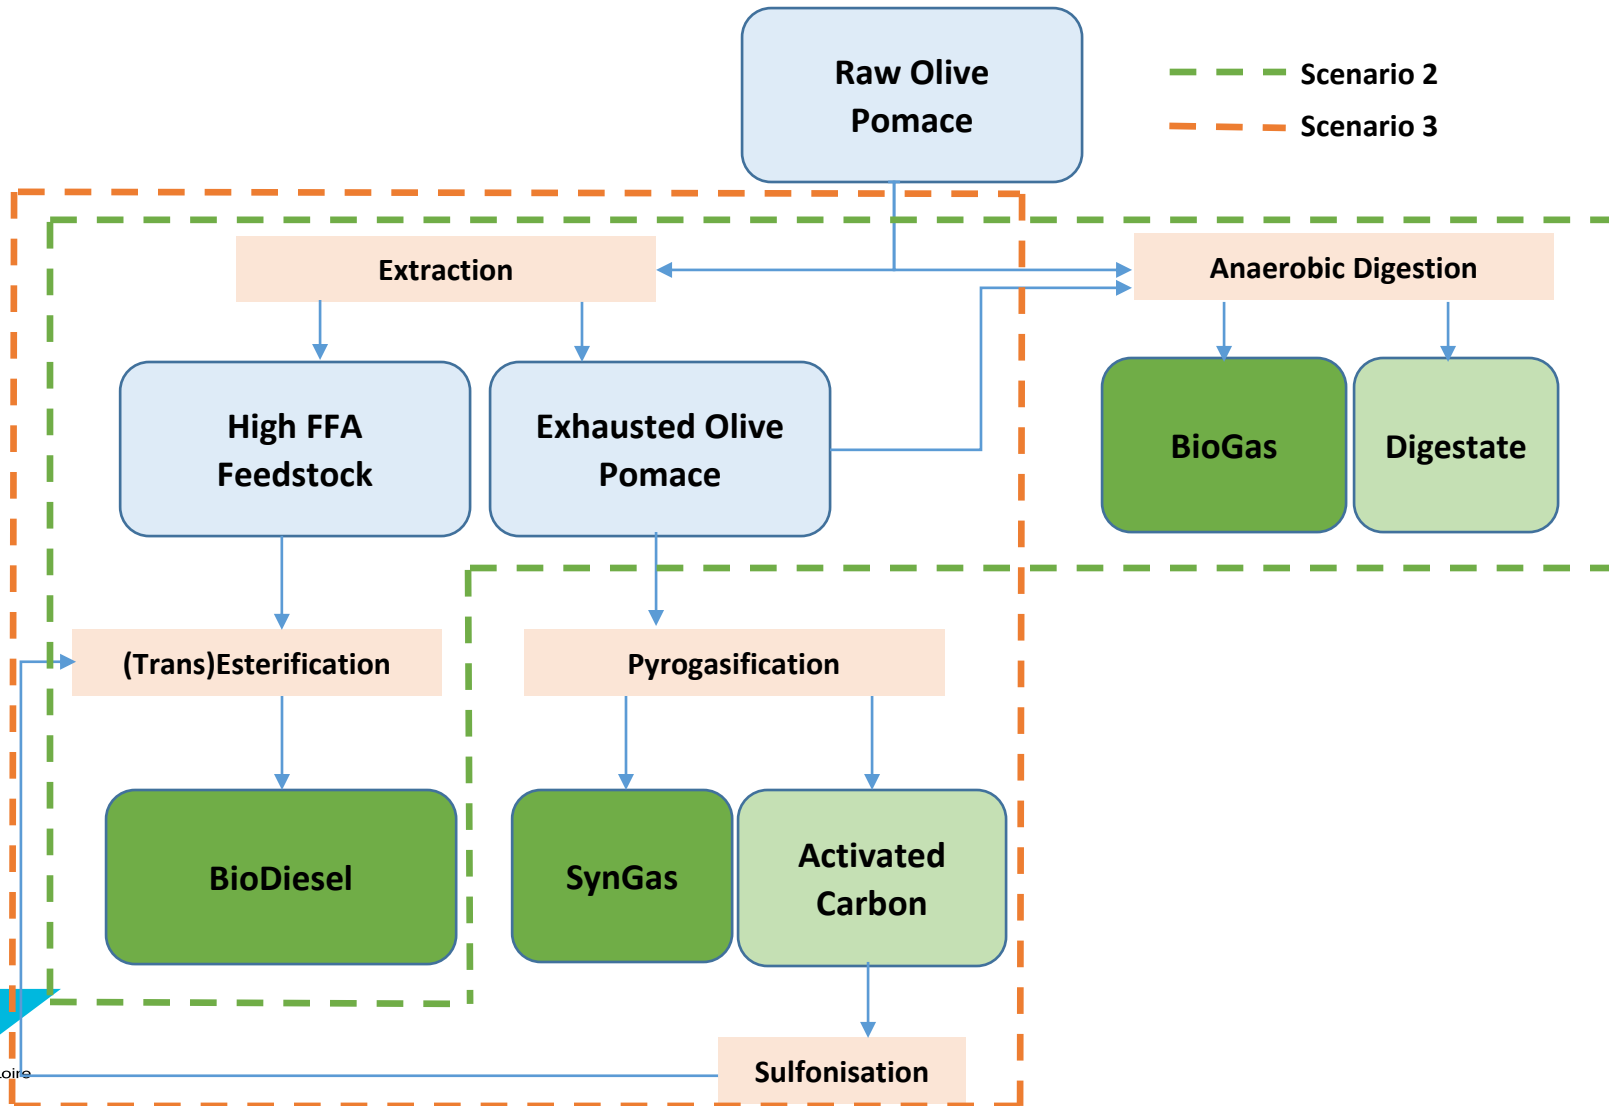 Raw Olive
Pomace
Scenario 2
Scenario 3
Extraction
Anaerobic Digestion
High FFA
Feedstock
Exhausted Olive
Pomace
BioGas
Digestate
(Trans)Esterification
Pyrogasification
BioDiesel
SynGas
Activated
Carbon
Sulfonisation